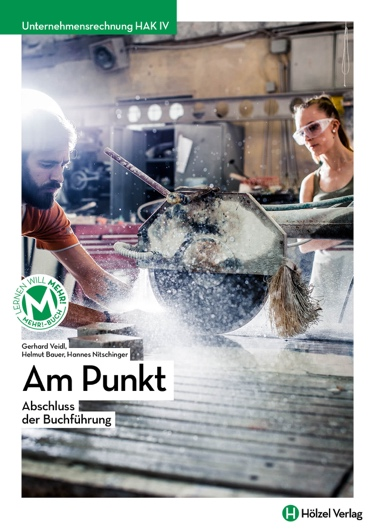 Unternehmensrechnung HAK IV
LERNEN WILL MEHR!
MEHR!-BUCH
Gerhard Veidl,
Helmut Bauer, Hannes Nitschinger
Am Punkt
Abschluss
der Buchführung
Hölzel Verlag